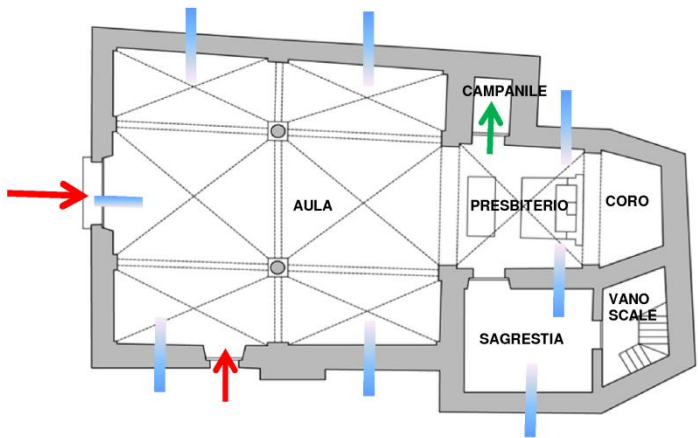 CAMPANILE
AULA
PRESBITERIO
CORO
VANO
SCALE
SAGRESTIA